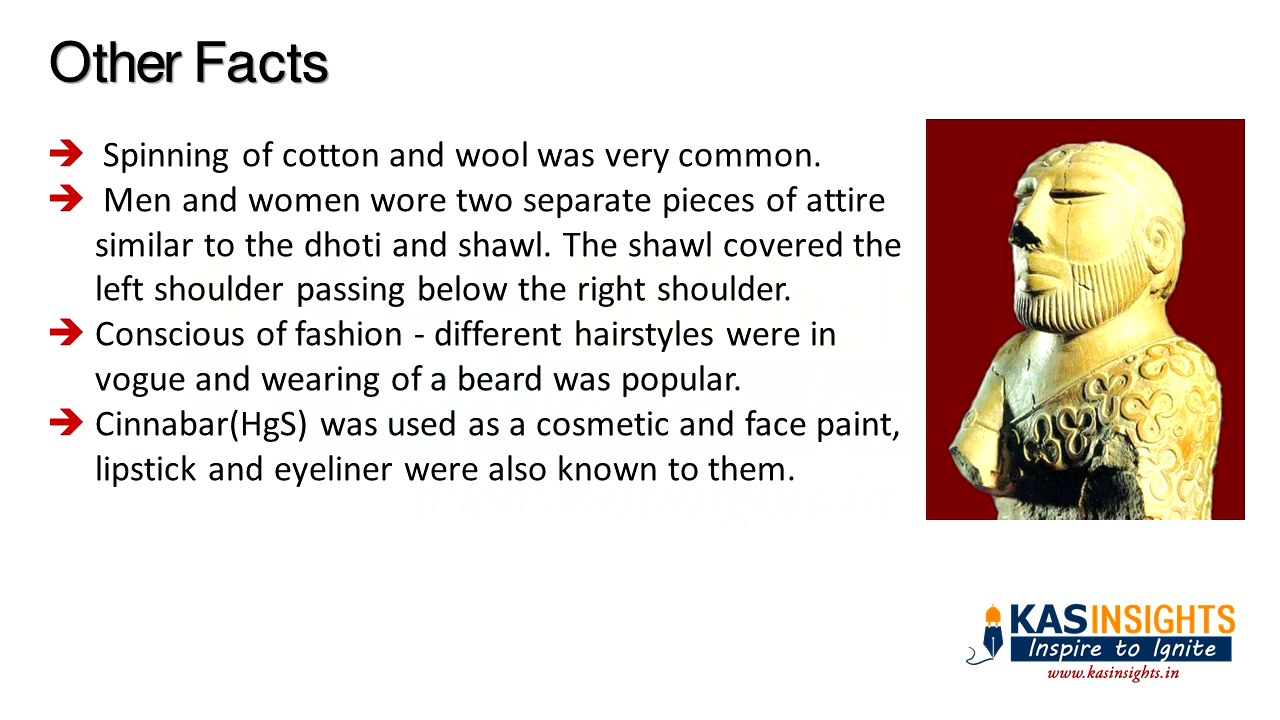 Other Facts
➔ Spinning of cotton and wool was very common.
➔ Men and women wore two separate pieces of attire
similar to the dhoti and shawl. The shawl covered the
left shoulder passing below the right shoulder.
➔ Conscious of fashion - different hairstyles were in
vogue and wearing of a beard was popular.
➔ Cinnabar(HgS) was used as a cosmetic and face paint,
lipstick and eyeliner were also known to them.
KASINSIGHTS
Inspire to Ignite
www.kasinsights.in